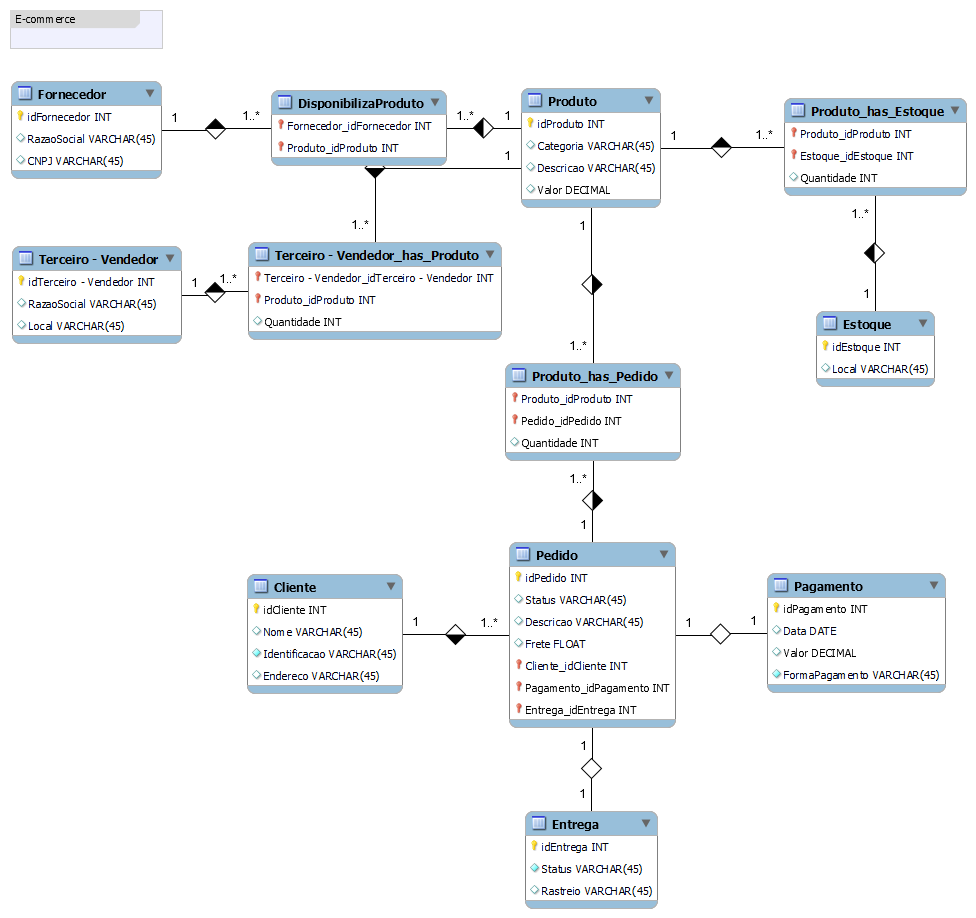 E-commerce
Fornecedor
idFornecedor INT
RazaoSocial VARCHAR(45)
CNPJ VARCHAR(45)
1
1..*
DisponibilizaProduto
Fornecedor_idFornecedor INT
Produto_idProduto INT
1..*
1
1
Produto
idProduto INT
Categoria VARCHAR(45)
Descricao VARCHAR(45)
Valor DECIMAL
1
1..*
Produto_has_Estoque
Produto_idProduto INT
Estoque_idEstoque INT
Quantidade INT
1..*
1
Estoque
idEstoque INT
Local VARCHAR(45)
Terceiro - Vendedor
idTerceiro - Vendedor INT
RazaoSocial VARCHAR(45)
Local VARCHAR(45)
1
1..*
1..*
Terceiro - Vendedor_has_Produto
Terceiro - Vendedor_idTerceiro - Vendedor INT
Produto_idProduto INT
Quantidade INT
1
1..*
Produto_has_Pedido
Produto_idProduto INT
Pedido_idPedido INT
Quantidade INT
1..*
1
Cliente
idCliente INT
Nome VARCHAR(45)
Identificacao VARCHAR(45)
Endereco VARCHAR(45)
1
1..*
Pedido
idPedido INT
Status VARCHAR(45)
Descricao VARCHAR(45)
Frete FLOAT
Cliente_idCliente INT
Pagamento_idPagamento INT
Entrega_idEntrega INT
1
1
Pagamento
idPagamento INT
Data DATE
Valor DECIMAL
FormaPagamento VARCHAR(45)
1
1
Entrega
idEntrega INT
Status VARCHAR(45)
Rastreio VARCHAR(45)